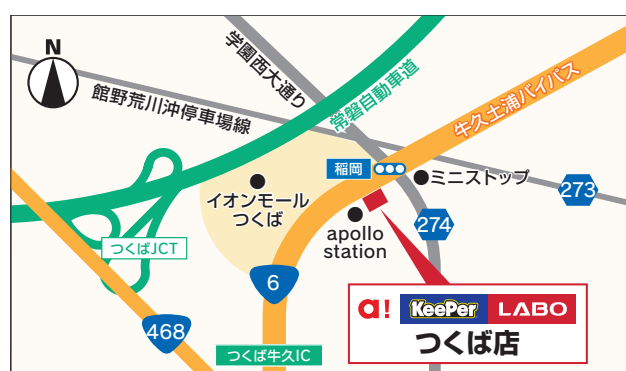 N
学園西大通り
常磐自動車道
牛久土浦バイパス
館野荒川沖停車場線
稲岡
ミニストップ
273
イオンモール
つくば
apollo
station
274
つくばJCT
6
468
つくば牛久IC
a! KeePer LABO
つくば店